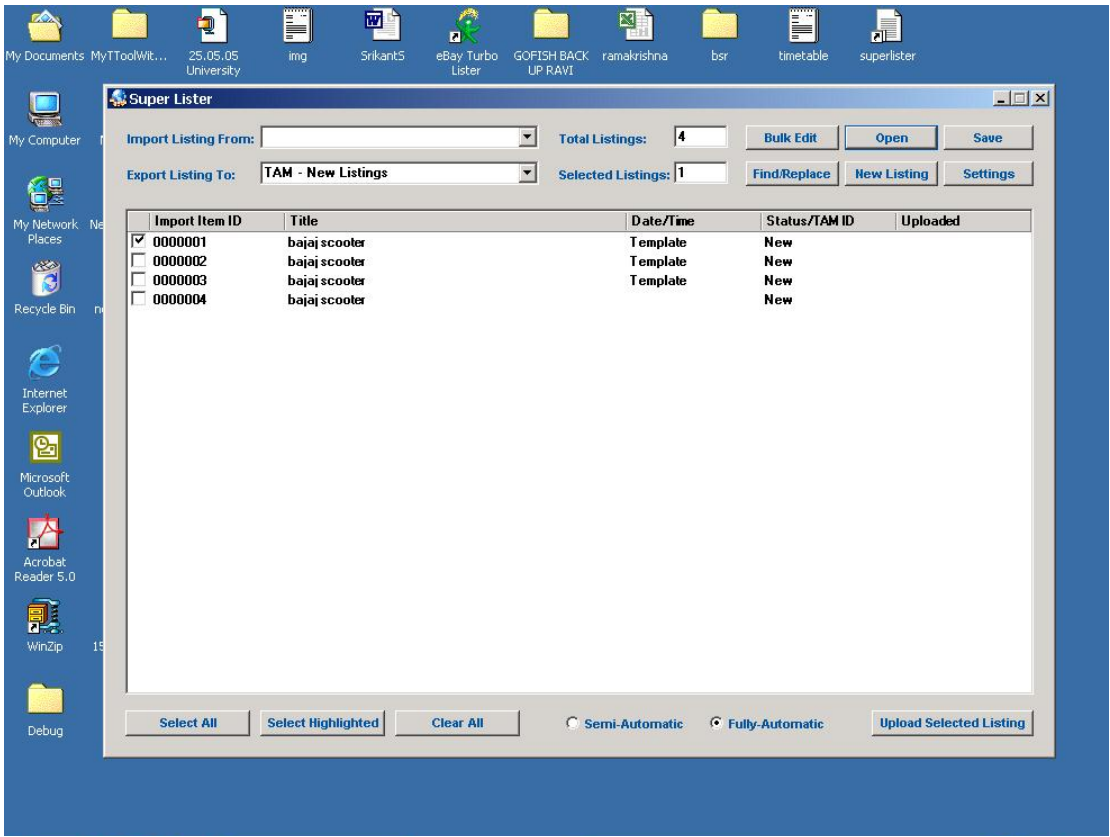 My Documents MyTToolWit... 25.05.05 img SrikantS eBay Turbo GOFISH BACK ramakrishna bsr timetable superlister
University Lister UP RAVI
Super Lister
My Computer
Import Listing From: Total Listings: 4 Bulk Edit Open Save
Export Listing To: TAM - New Listings Selected Listings: 1 Find/Replace New Listing Settings
My Network Ne
Places
Import Item ID Title Date/Time Status/TAM ID Uploaded
0000001 bajaj scooter Template New
0000002 bajaj scooter Template New
0000003 bajaj scooter Template New
0000004 bajaj scooter New
Recycle Bin
Internet
Explorer
Microsoft
Outlook
Acrobat
Reader 5.0
WinZip 15
Debug
Select All Select Highlighted Clear All Semi-Automatic Fully-Automatic Upload Selected Listing